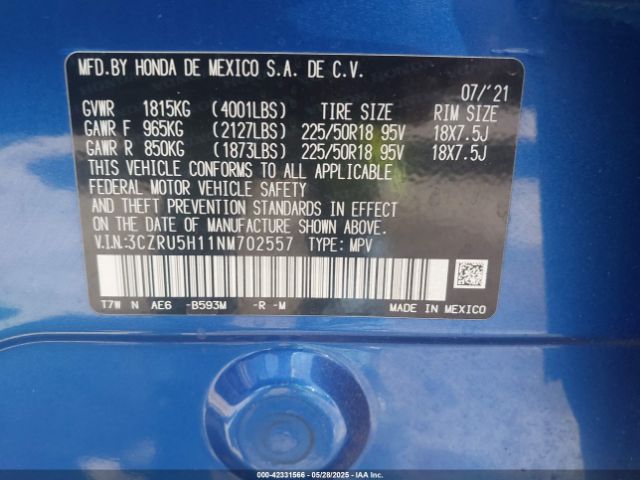 MFD.BY HONDA DE MEXICO S.A. DE C.V.
07/'21
GVWR 1815KG (4001LBS) TIRE SIZE RIM SIZE
GAWR F 965KG (2127LBS) 225/50R18 95V 18X7.5J
GAWR R 850KG (1873LBS) 225/50R18 95V 18X7.5J
THIS VEHICLE CONFORMS TO ALL APPLICABLE
FEDERAL MOTOR VEHICLE SAFETY
AND THEFT PREVENTION STANDARDS IN EFFECT
ON THE DATE OF MANUFACTURE SHOWN ABOVE.
V.I.N:3CZRU5H11NM702557 TYPE: MPV
T7W N AE6 -B593M -R -M MADE IN MEXICO
000-42331566 05/28/2025 IAAI.COM